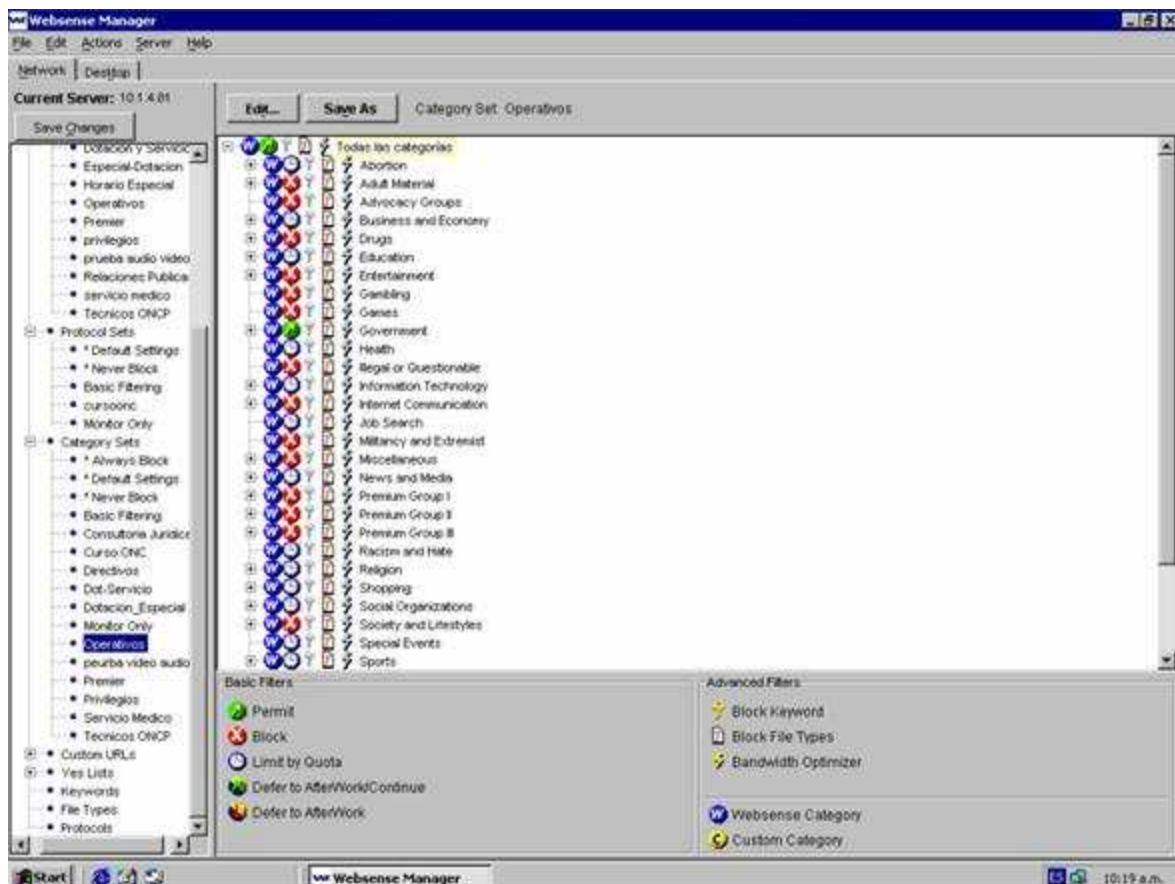 Websense Manager
File Edit Actions Server Help
Network Desktop
Current Server: 10.1.4.81
Save Changes
Edit... Save As Category Set: Operativos
Dotacion y Servicic
Especial-Dotacion
Horario Especial
Operativos
Premier
privilegios
prueba audio video
Relaciones Publica
servicio medico
Tecnicos ONCP
Protocol Sets
* Default Settings
* Never Block
Basic Filtering
cursoonc
Monitor Only
Category Sets
* Always Block
* Default Settings
* Never Block
Basic Filtering
Consultoria Juridica
Curso ONC
Directivos
Dot-Servicio
Dotacion_Especial
Monitor Only
Operativos
peurba video audio
Premier
Privilegios
Servicio Medico
Tecnicos ONCP
Custom URLs
Yes Lists
Keywords
File Types
Protocols
Todas las categorías
Abortion
Adult Material
Advocacy Groups
Business and Economy
Drugs
Education
Entertainment
Gambling
Games
Government
Health
Illegal or Questionable
Information Technology
Internet Communication
Job Search
Militancy and Extremist
Miscellaneous
News and Media
Premium Group I
Premium Group II
Premium Group III
Racism and Hate
Religion
Shopping
Social Organizations
Society and Lifestyles
Special Events
Sports
Basic Filters
Permit
Block
Limit by Quota
Defer to AfterWork/Continue
Defer to AfterWork
Advanced Filters
Block Keyword
Block File Types
Bandwidth Optimizer
Websense Category
Custom Category
Start Websense Manager ES 10:19 a.m.